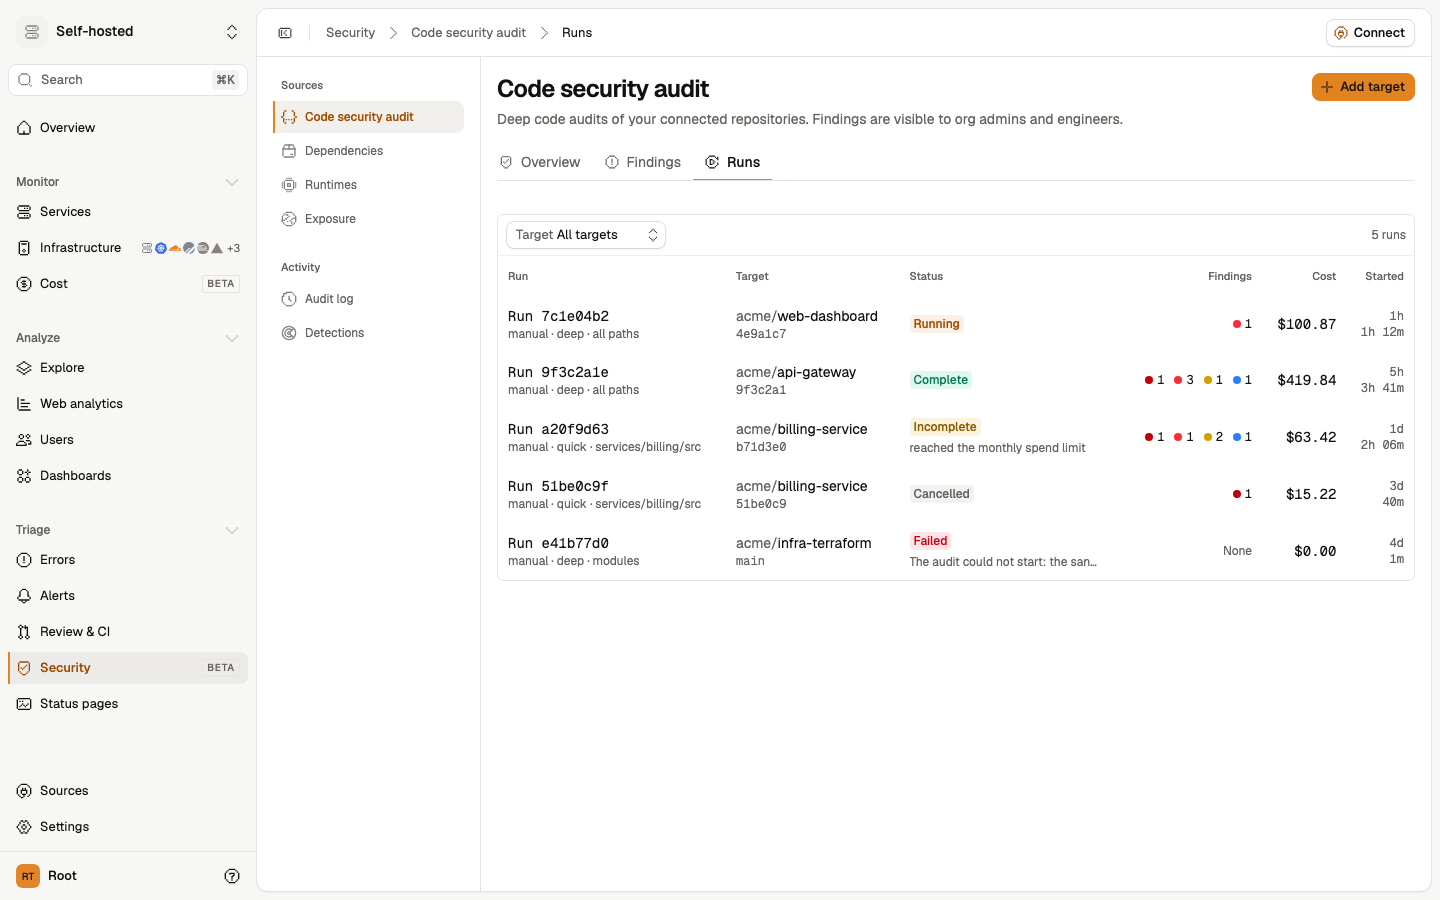 Self-hosted
Search ⌘K
Overview
Monitor
Services
Infrastructure +3
Cost BETA
Analyze
Explore
Web analytics
Users
Dashboards
Triage
Errors
Alerts
Review & CI
Security BETA
Status pages
Sources
Settings
RT Root
Security Code security audit Runs
Connect
Sources
Code security audit
Dependencies
Runtimes
Exposure
Activity
Audit log
Detections
Code security audit
Add target
Deep code audits of your connected repositories. Findings are visible to org admins and engineers.
Overview Findings Runs
Target All targets 5 runs
Run Target Status Findings Cost Started
Run 7c1e04b2 acme/web-dashboard Running 1 $100.87 1h
manual · deep · all paths 4e9a1c7 1h 12m
Run 9f3c2a1e acme/api-gateway Complete 1 3 1 1 $419.84 5h
manual · deep · all paths 9f3c2a1 3h 41m
Run a20f9d63 acme/billing-service Incomplete 1 1 2 1 $63.42 1d
manual · quick · services/billing/src b71d3e0 reached the monthly spend limit 2h 06m
Run 51be0c9f acme/billing-service Cancelled 1 $15.22 3d
manual · quick · services/billing/src 51be0c9 40m
Run e41b77d0 acme/infra-terraform Failed None $0.00 4d
manual · deep · modules main The audit could not start: the san... 1m